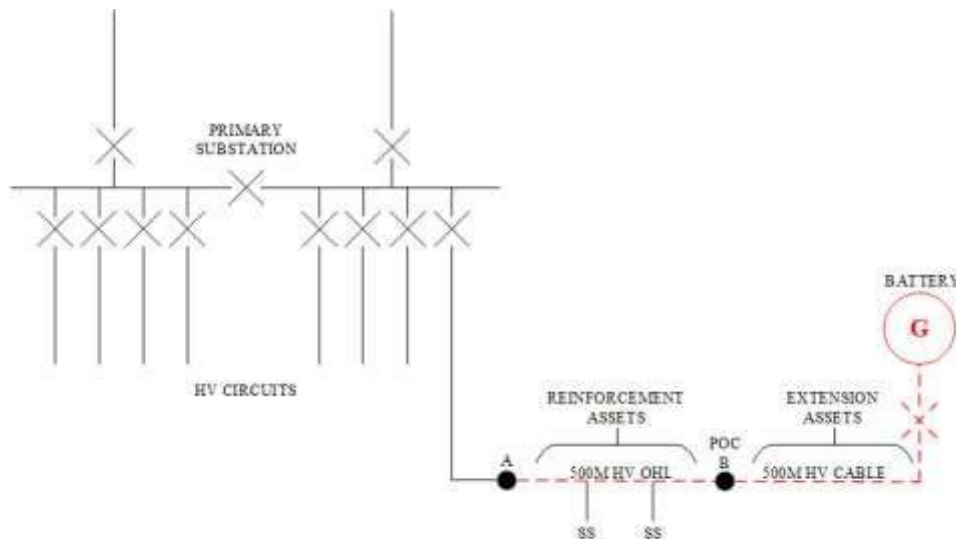 PRIMARY
SUBSTATION
BATTERY
G
HV CIRCUITS
REINFORCEMENT
ASSETS
EXTENSION
ASSETS
A
500M HV OHL
POC
B
500M HV CABLE
SS
SS